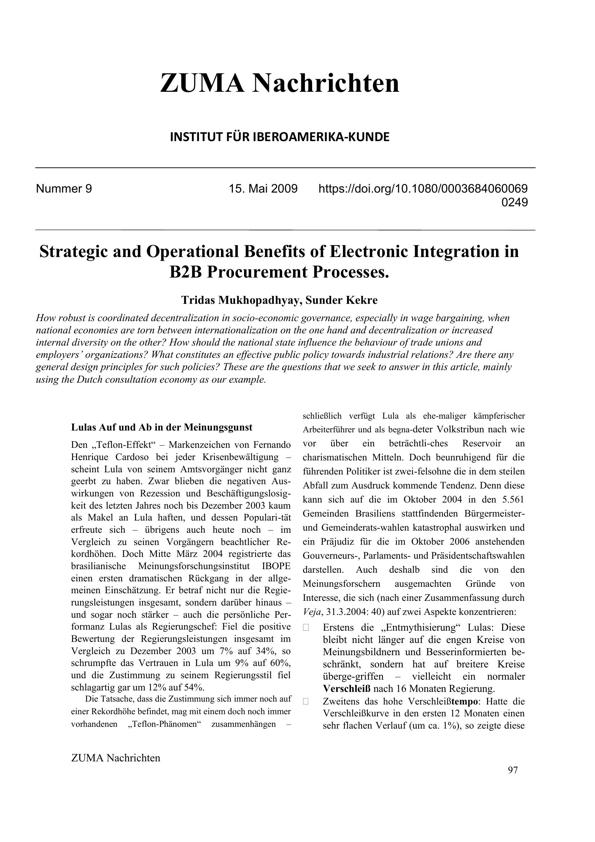 ZUMA Nachrichten
INSTITUT FÜR IBEROAMERIKA-KUNDE
Nummer 9 15. Mai 2009 https://doi.org/10.1080/0003684060069
0249
Strategic and Operational Benefits of Electronic Integration in
B2B Procurement Processes.
Tridas Mukhopadhyay, Sunder Kekre
How robust is coordinated decentralization in socio-economic governance, especially in wage bargaining, when
national economies are torn between internationalization on the one hand and decentralization or increased
internal diversity on the other? How should the national state influence the behaviour of trade unions and
employers' organizations? What constitutes an effective public policy towards industrial relations? Are there any
general design principles for such policies? These are the questions that we seek to answer in this article, mainly
using the Dutch consultation economy as our example.
Lulas Auf und Ab in der Meinungsgunst
Den „Teflon-Effekt“ – Markenzeichen von Fernando
Henrique Cardoso bei jeder Krisenbewältigung –
scheint Lula von seinem Amtsvorgänger nicht ganz
geerbt zu haben. Zwar blieben die negativen Aus-
wirkungen von Rezession und Beschäftigungslosig-
keit des letzten Jahres noch bis Dezember 2003 kaum
als Makel an Lula haften, und dessen Populari-tät
erfreute sich – übrigens auch heute noch – im
Vergleich zu seinen Vorgängern beachtlicher Re-
kordhöhen. Doch Mitte März 2004 registrierte das
brasilianische Meinungsforschungsinstitut IBOPE
einen ersten dramatischen Rückgang in der allge-
meinen Einschätzung. Er betraf nicht nur die Regie-
rungsleistungen insgesamt, sondern darüber hinaus –
und sogar noch stärker – auch die persönliche Per-
formanz Lulas als Regierungschef: Fiel die positive
Bewertung der Regierungsleistungen insgesamt im
Vergleich zu Dezember 2003 um 7% auf 34%, so
schrumpfte das Vertrauen in Lula um 9% auf 60%,
und die Zustimmung zu seinem Regierungsstil fiel
schlagartig gar um 12% auf 54%.
Die Tatsache, dass die Zustimmung sich immer noch auf
einer Rekordhöhe befindet, mag mit einem doch noch immer
vorhandenen „Teflon-Phänomen“ zusammenhängen –
schließlich verfügt Lula als ehe-maliger kämpferischer
Arbeiterführer und als begna-deter Volkstribun nach wie
vor über ein beträchtli-ches Reservoir an
charismatischen Mitteln. Doch beunruhigend für die
führenden Politiker ist zwei-felsohne die in dem steilen
Abfall zum Ausdruck kommende Tendenz. Denn diese
kann sich auf die im Oktober 2004 in den 5.561
Gemeinden Brasiliens stattfindenden Bürgermeister-
und Gemeinderats-wahlen katastrophal auswirken und
ein Präjudiz für die im Oktober 2006 anstehenden
Gouverneurs-, Parlaments- und Präsidentschaftswahlen
darstellen. Auch deshalb sind die von den
Meinungsforschern ausgemachten Gründe von
Interesse, die sich (nach einer Zusammenfassung durch
Veja, 31.3.2004: 40) auf zwei Aspekte konzentrieren:
Erstens die „Entmythisierung“ Lulas: Diese
bleibt nicht länger auf die engen Kreise von
Meinungsbildnern und Besserinformierten be-
schränkt, sondern hat auf breitere Kreise
überge-griffen – vielleicht ein normaler
Verschleiß nach 16 Monaten Regierung.
Zweitens das hohe Verschleißtempo: Hatte die
Verschleißkurve in den ersten 12 Monaten einen
sehr flachen Verlauf (um ca. 1%), so zeigte diese
ZUMA Nachrichten
97